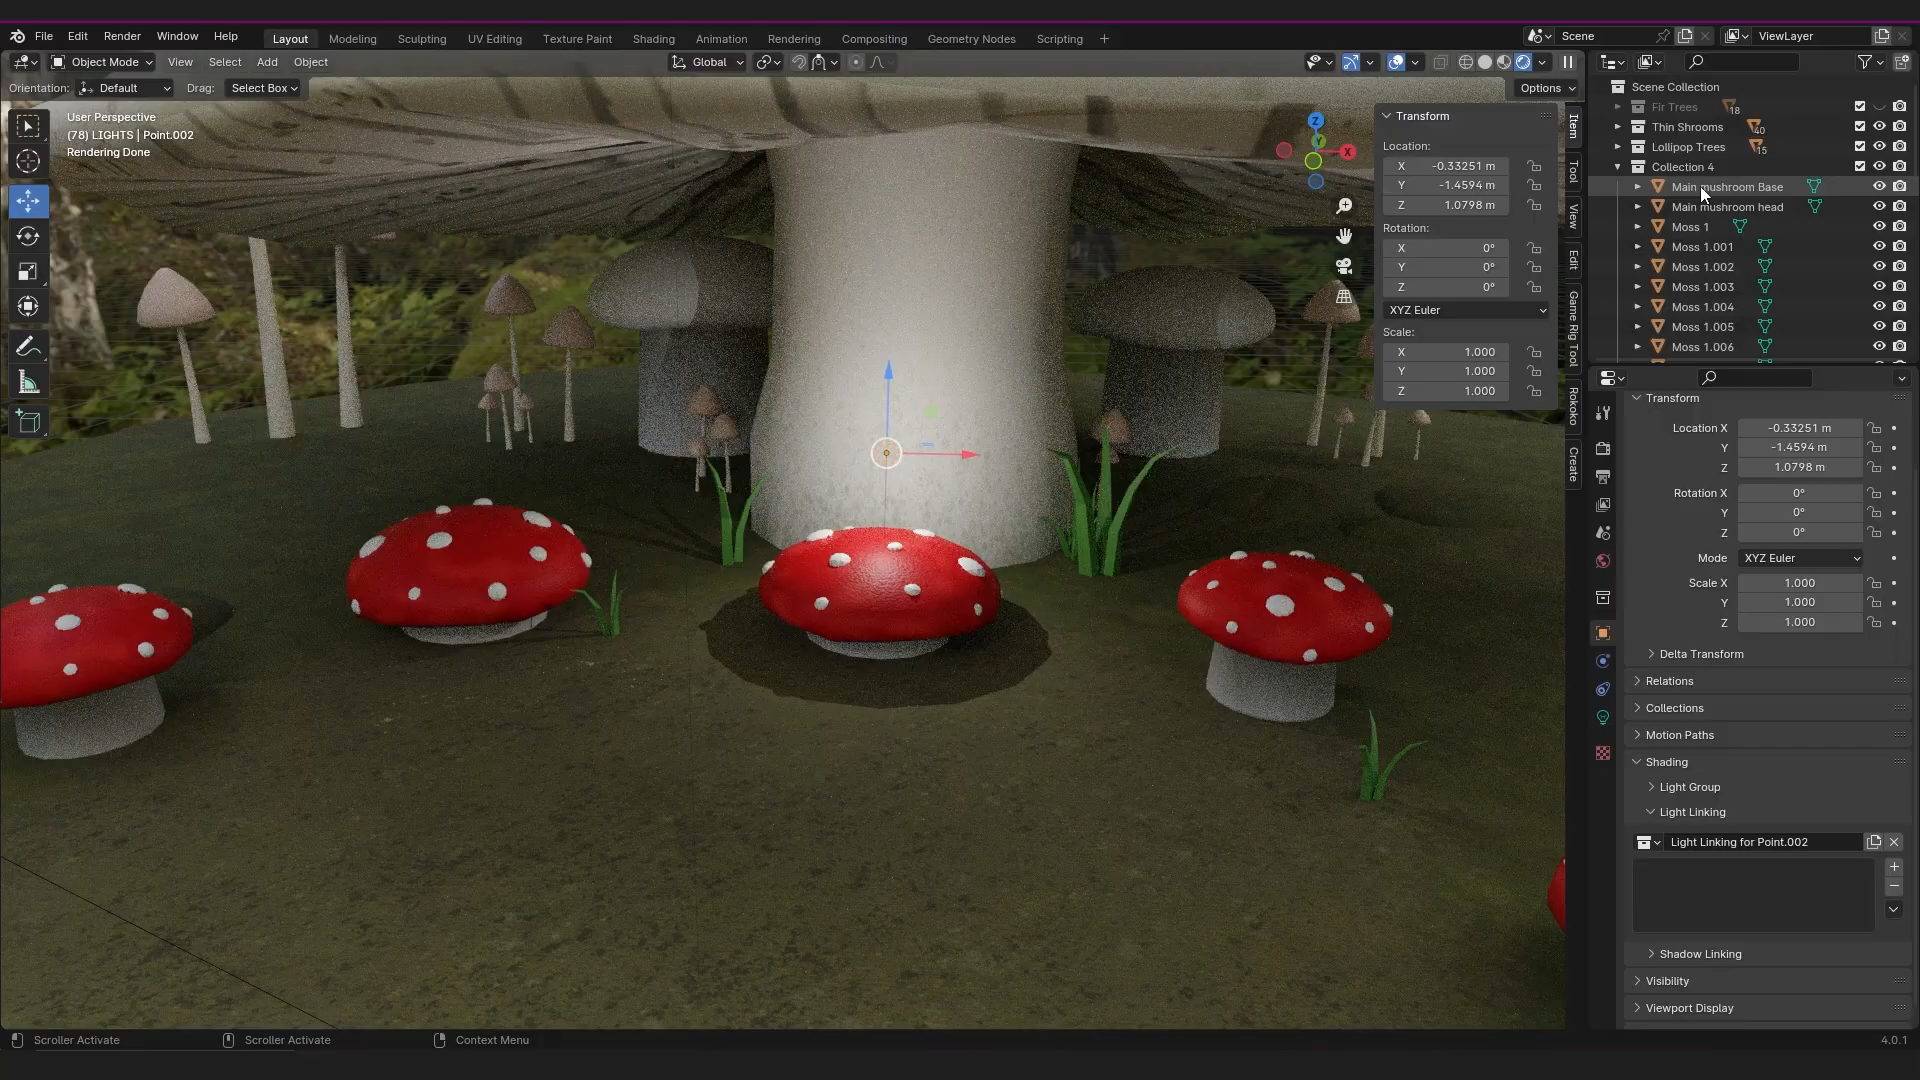 File Edit Render Window Help Layout Modeling Sculpting UV Editing Texture Paint Shading Animation Rendering Compositing Geometry Nodes Scripting + Scene ViewLayer
Object Mode View Select Add Object Global
Orientation: Default Drag: Select Box Options
User Perspective
(78) LIGHTS | Point.002
Rendering Done
Z
Y
X
Transform
Location:
X -0.33251 m
Y -1.4594 m
Z 1.0798 m
Rotation:
X 0°
Y 0°
Z 0°
XYZ Euler
Scale:
X 1.000
Y 1.000
Z 1.000
Item
Tool
View
Edit
Game Rig Tool
Rokoko
Create
Scene Collection
Fir Trees 18
Thin Shrooms 40
Lollipop Trees 15
Collection 4
Main mushroom Base
Main mushroom head
Moss 1
Moss 1.001
Moss 1.002
Moss 1.003
Moss 1.004
Moss 1.005
Moss 1.006
Transform
Location X -0.33251 m
Y -1.4594 m
Z 1.0798 m
Rotation X 0°
Y 0°
Z 0°
Mode XYZ Euler
Scale X 1.000
Y 1.000
Z 1.000
Delta Transform
Relations
Collections
Motion Paths
Shading
Light Group
Light Linking
Light Linking for Point.002
Shadow Linking
Visibility
Viewport Display
Scroller Activate Scroller Activate Context Menu 4.0.1